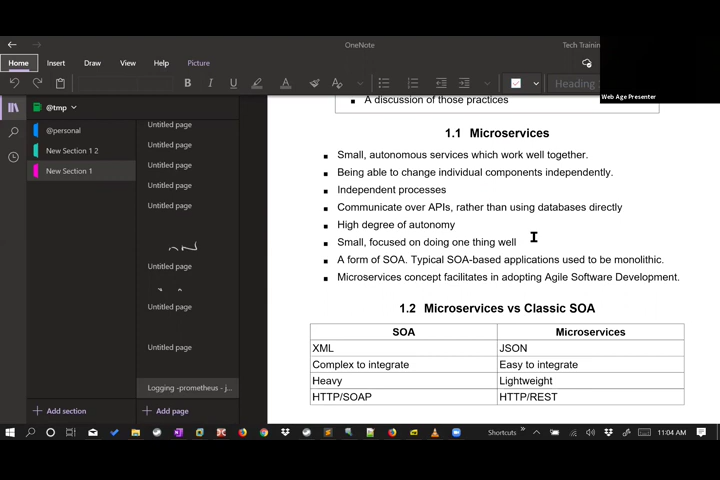 OneNote
Tech Trainin
Home Insert Draw View Help Picture
Heading
Web Age Presenter
@tmp
@personal
New Section 1 2
New Section 1
Untitled page
Untitled page
Untitled page
Untitled page
Untitled page
Untitled page
Untitled page
Untitled page
Logging -prometheus - j...
Add section
Add page
A discussion of those practices
1.1 Microservices
Small, autonomous services which work well together.
Being able to change individual components independently.
Independent processes
Communicate over APIs, rather than using databases directly
High degree of autonomy
Small, focused on doing one thing well
A form of SOA. Typical SOA-based applications used to be monolithic.
Microservices concept facilitates in adopting Agile Software Development.
1.2 Microservices vs Classic SOA
SOA Microservices
XML JSON
Complex to integrate Easy to integrate
Heavy Lightweight
HTTP/SOAP HTTP/REST
Shortcuts
11:04 AM